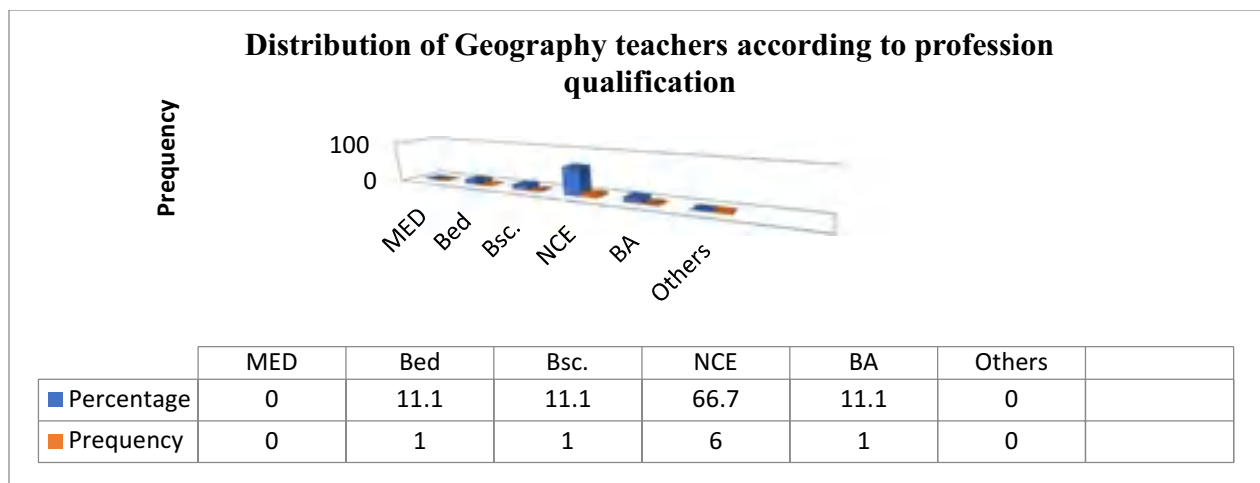 Distribution of Geography teachers according to profession
qualification
Prequency
100
0
MED
Bed
Bsc.
NCE
BA
Others
MED Bed Bsc. NCE BA Others
Percentage 0 11.1 11.1 66.7 11.1 0
Prequency 0 1 1 6 1 0